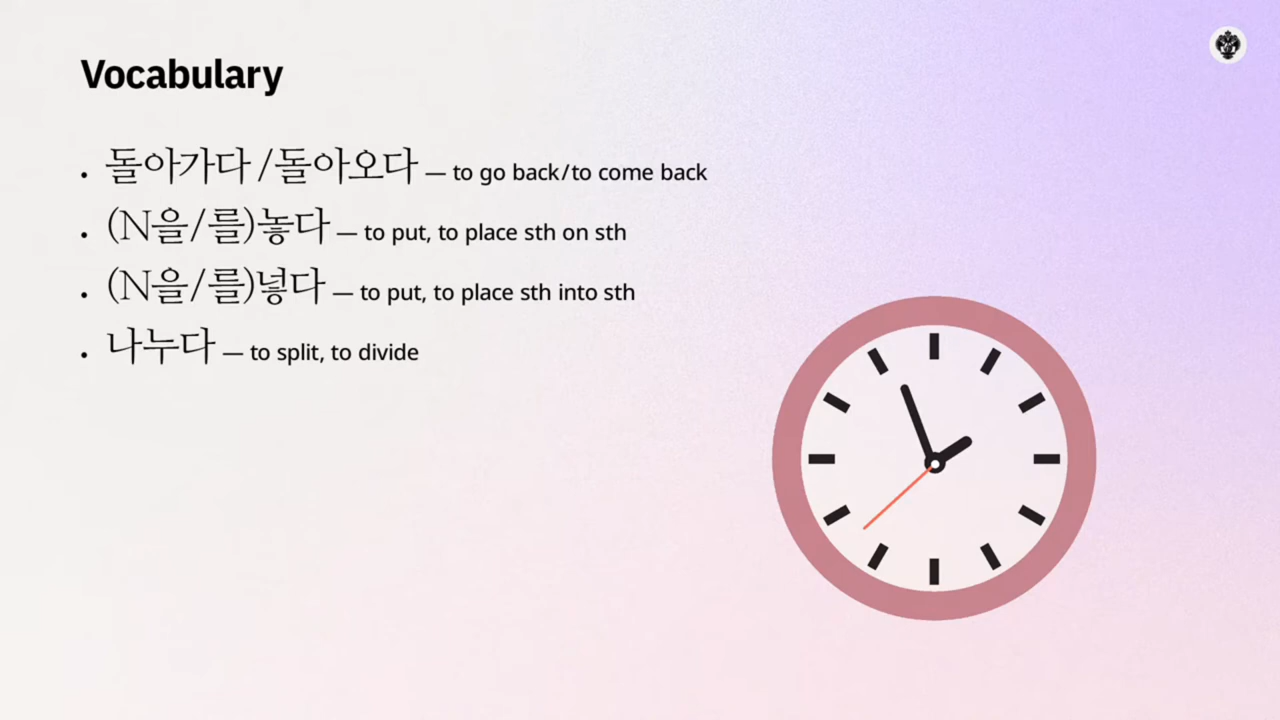 Vocabulary
• 돌아가다 /돌아오다 — to go back/to come back
• (N을/를)놓다 — to put, to place sth on sth
• (N을/를)넣다 — to put, to place sth into sth
• 나누다 — to split, to divide